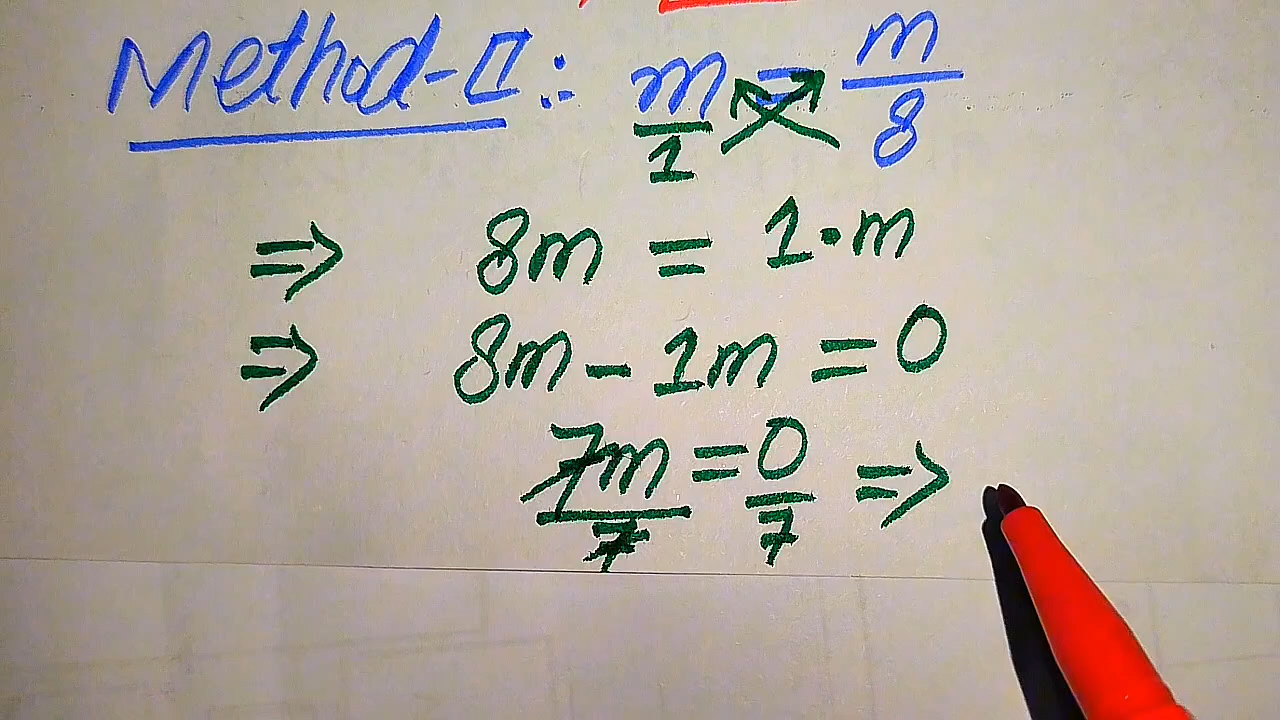 Method-II:- m/1 = m/8
⇒ 8m = 1·m
⇒ 8m - 1m = 0
7m/7 = 0/7 ⇒